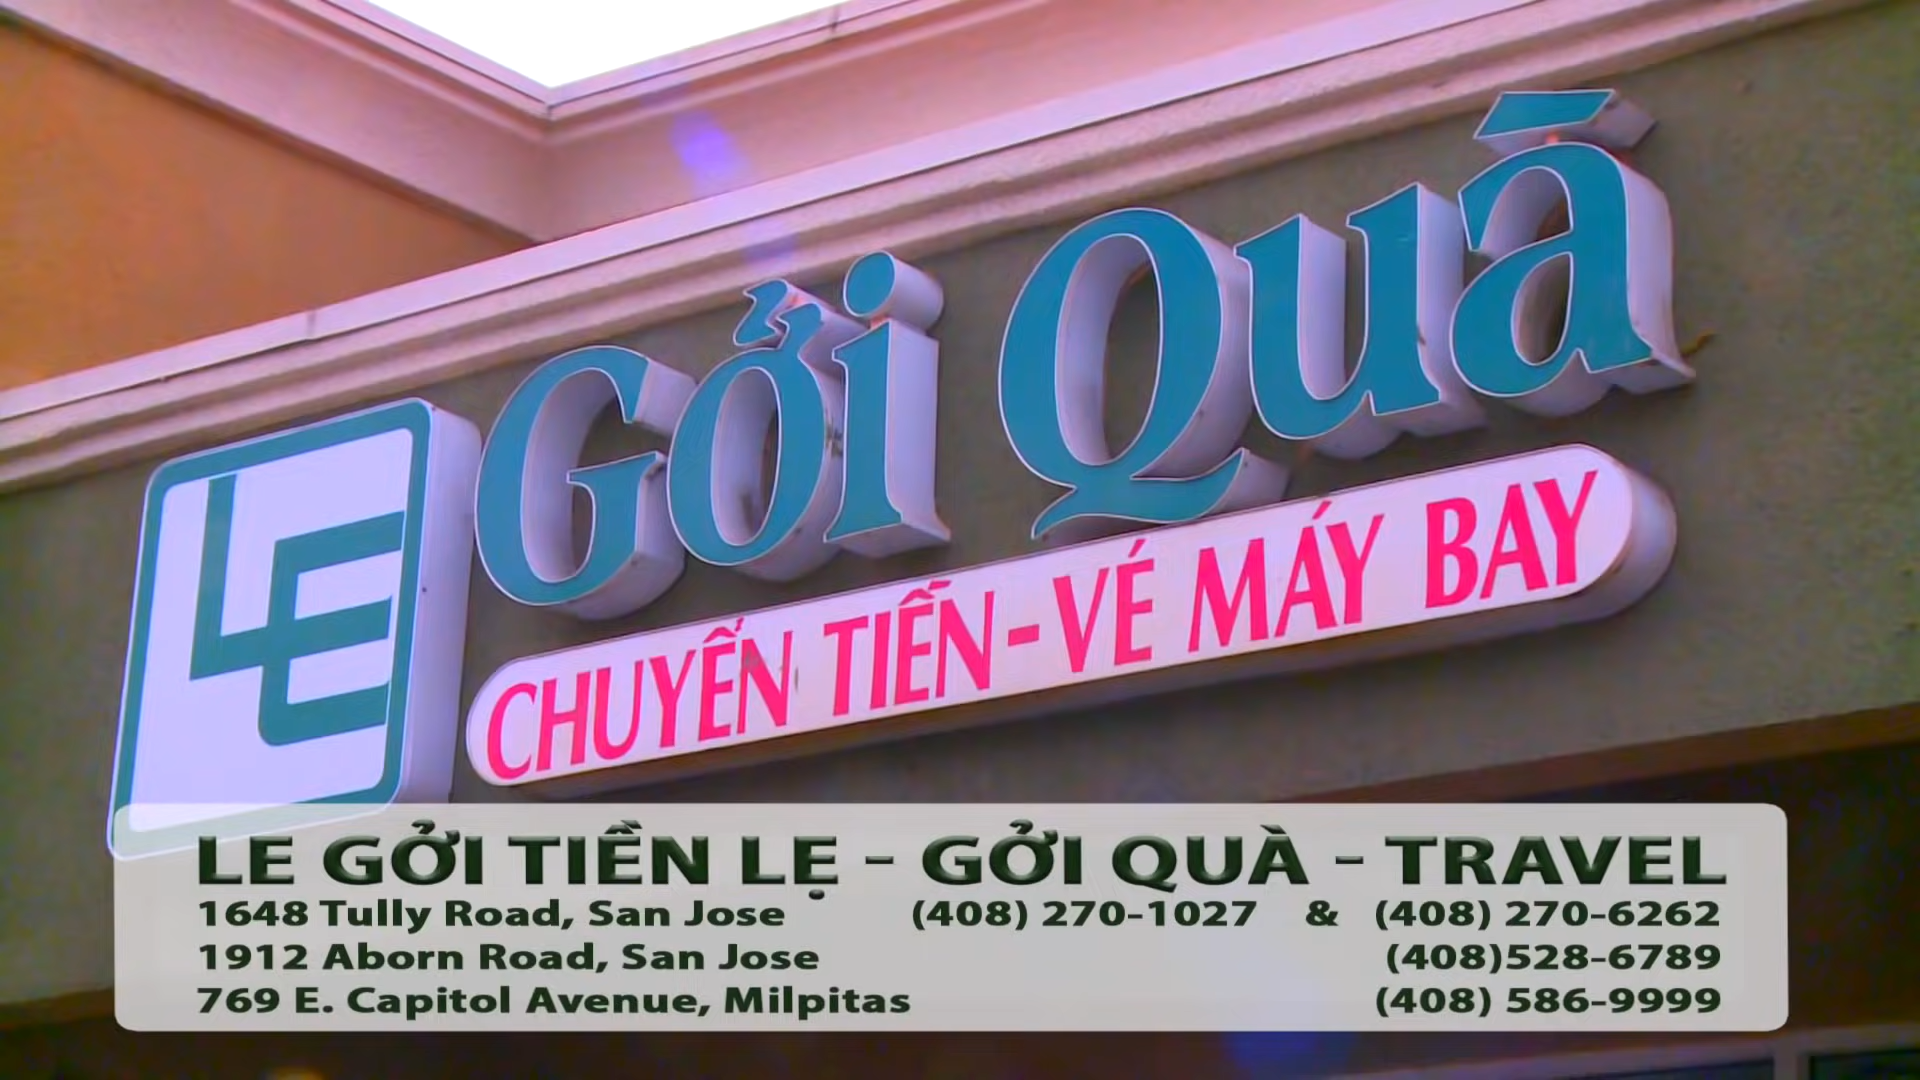 LE
Gởi Quà
CHUYỂN TIỀN-VÉ MÁY BAY
LE GỞI TIỀN LẸ - GỞI QUÀ - TRAVEL
1648 Tully Road, San Jose (408) 270-1027 & (408) 270-6262
1912 Aborn Road, San Jose (408)528-6789
769 E. Capitol Avenue, Milpitas (408) 586-9999